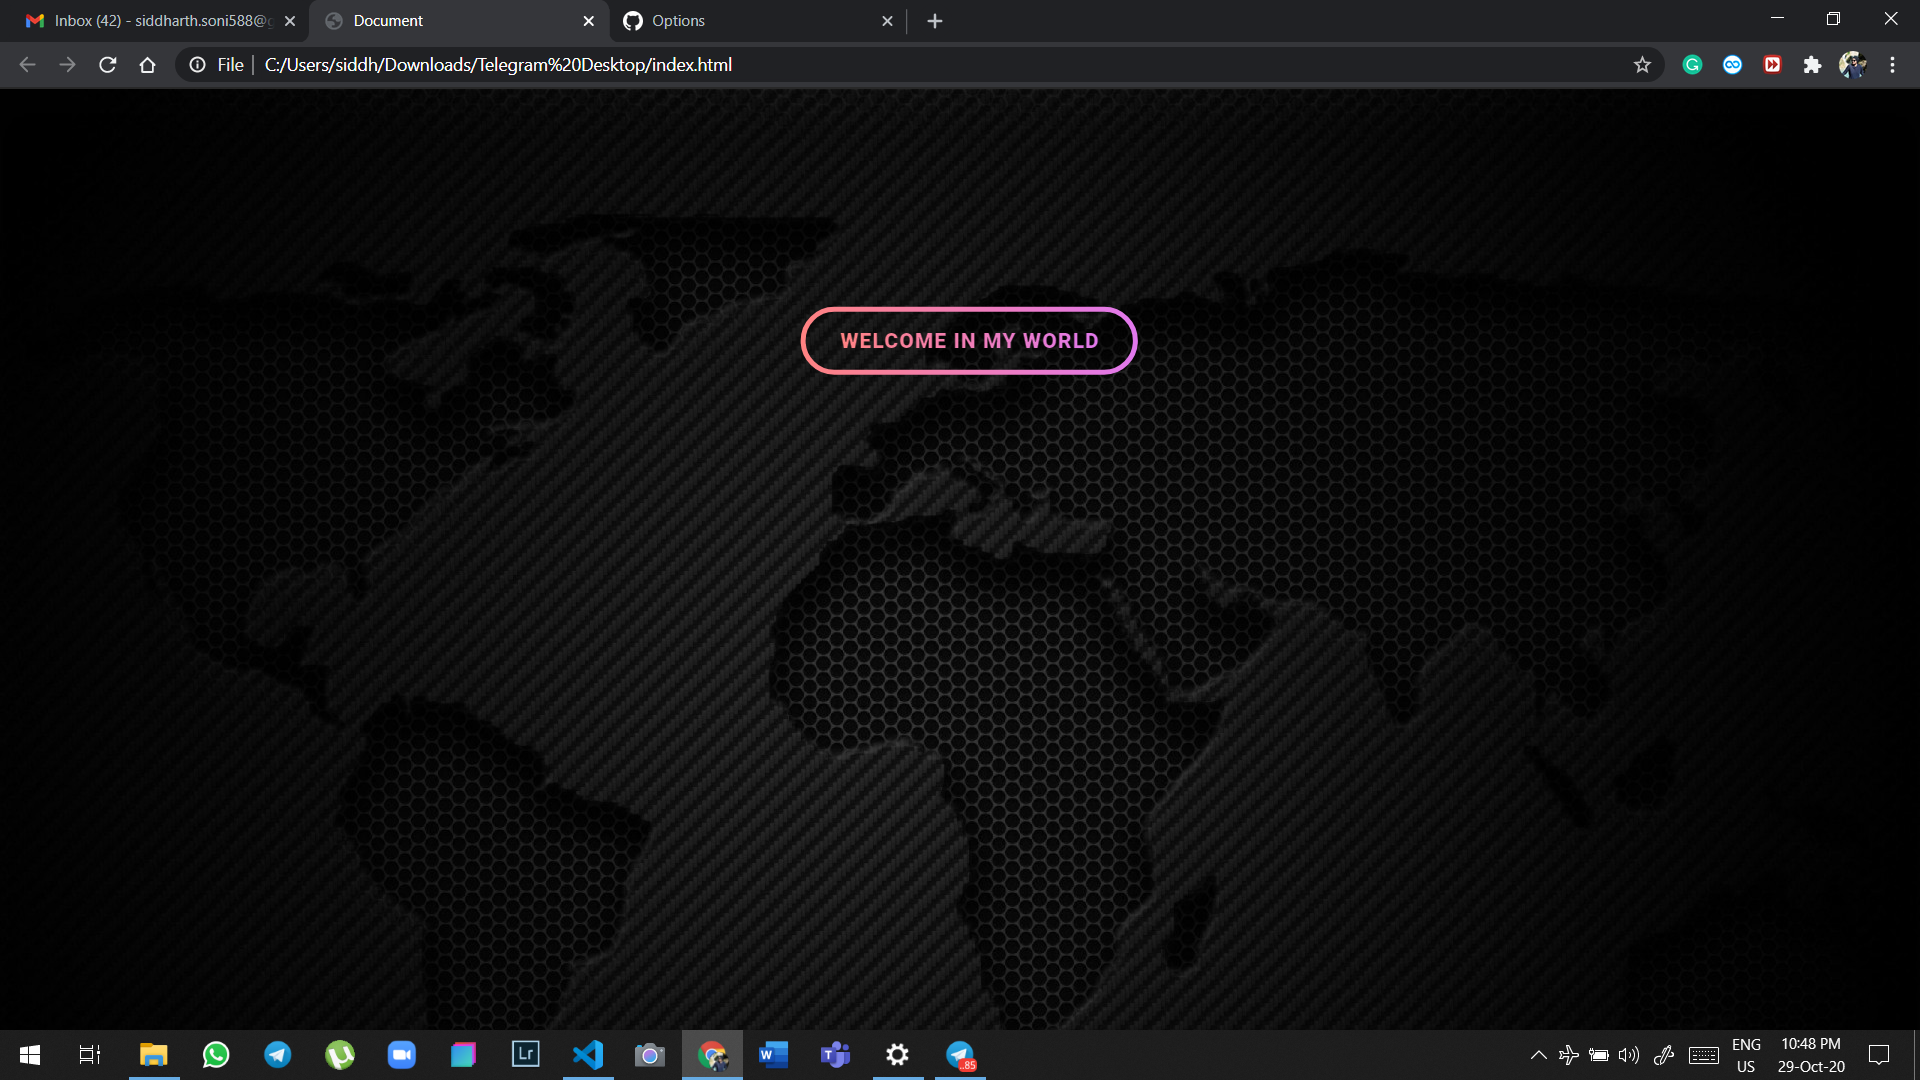 Inbox (42) - siddharth.soni588@g
Document
Options
File
C:/Users/siddh/Downloads/Telegram%20Desktop/index.html
WELCOME IN MY WORLD
Lr
W
T
..85
ENG
US
10:48 PM
29-Oct-20